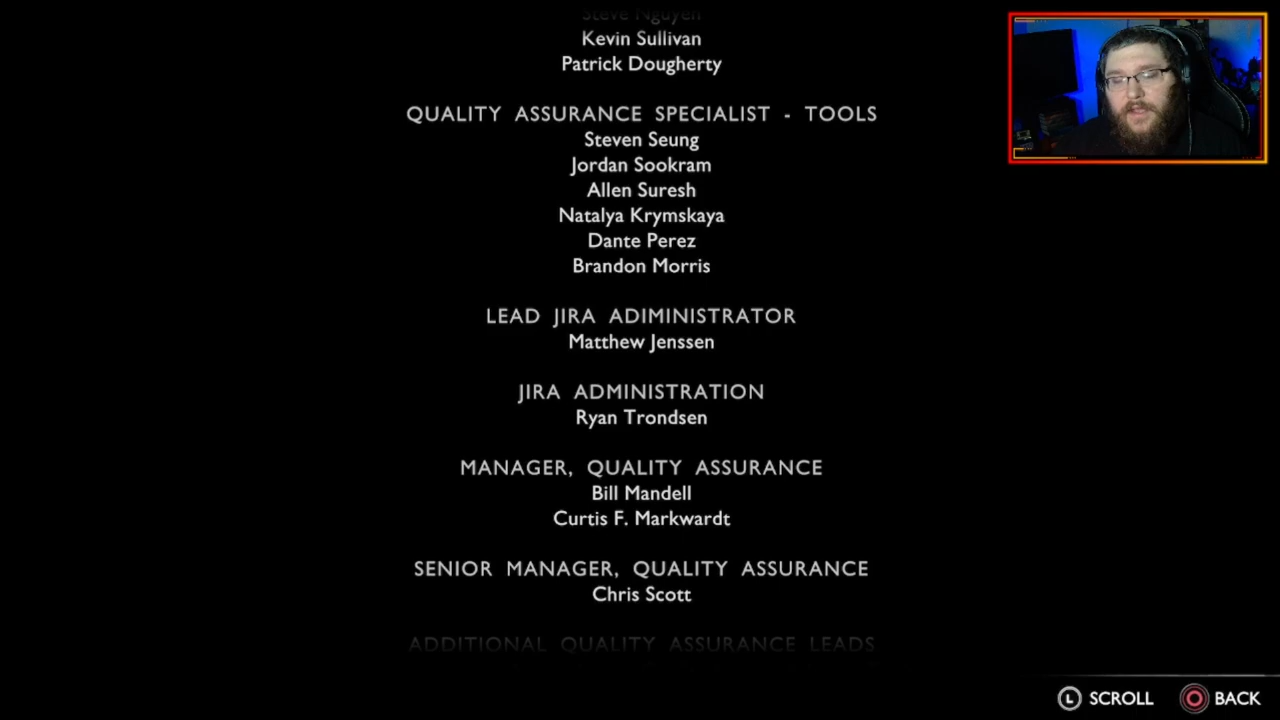 Steve Nguyen
Kevin Sullivan
Patrick Dougherty
QUALITY ASSURANCE SPECIALIST - TOOLS
Steven Seung
Jordan Sookram
Allen Suresh
Natalya Krymskaya
Dante Perez
Brandon Morris
LEAD JIRA ADIMINISTRATOR
Matthew Jenssen
JIRA ADMINISTRATION
Ryan Trondsen
MANAGER, QUALITY ASSURANCE
Bill Mandell
Curtis F. Markwardt
SENIOR MANAGER, QUALITY ASSURANCE
Chris Scott
ADDITIONAL QUALITY ASSURANCE LEADS
L SCROLL BACK